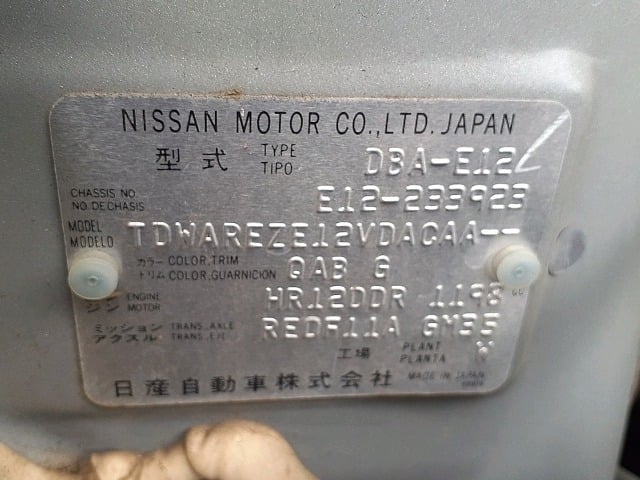 NISSAN MOTOR CO.,LTD. JAPAN
型式 TYPE TIPO DBA-E12
CHASSIS NO. NO.DECHASIS E12-233923
MODEL MODELO TDWAREZE12VDACAA--
カラー COLOR,TRIM
トリム COLOR,GUARNICION QAB G
エンジン ENGINE MOTOR HR12DDR 1198 cc
ミッション TRANS.,AXLE
アクスル TRANS.,EJE REDF11A GM35
工場 PLANT PLANTA
日産自動車株式会社 MADE IN JAPAN